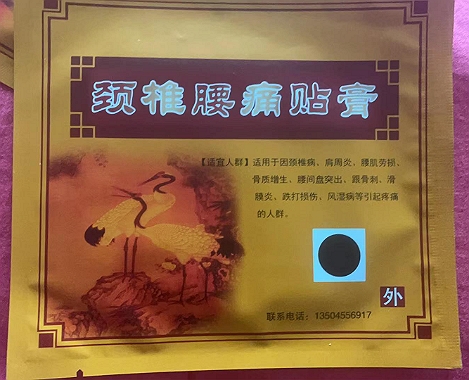 颈椎腰痛贴膏
【适宜人群】适用于因颈椎病、肩周炎、腰肌劳损、
骨质增生、腰间盘突出、跟骨刺、滑
膜炎、跌打损伤、风湿病等引起疼痛
的人群。
外
联系电话：13504556917